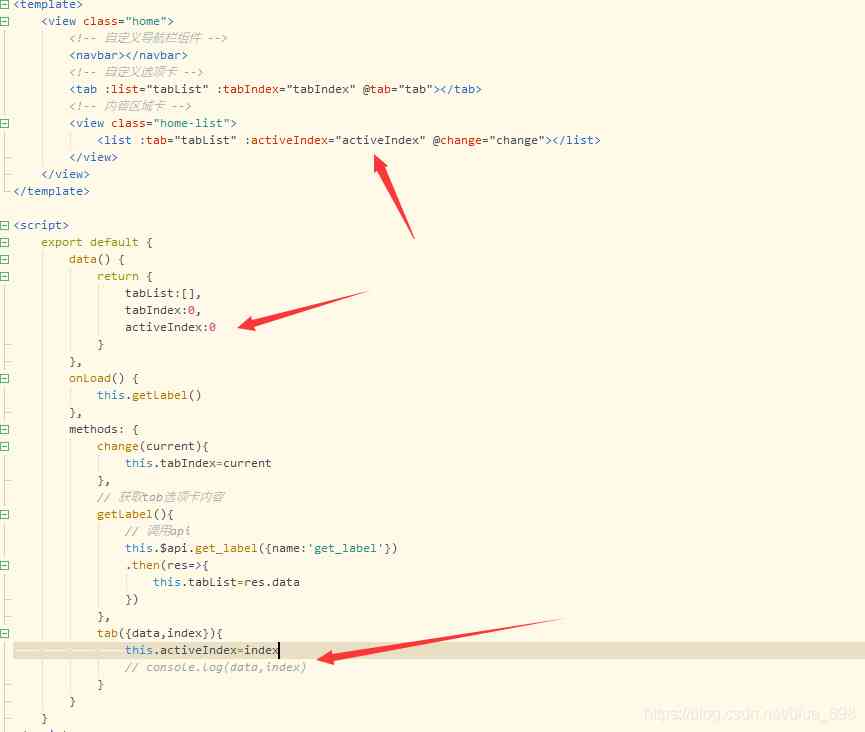 <template>
<view class="home">
<!-- 自定义导航栏组件 -->
<navbar></navbar>
<!-- 自定义选项卡 -->
<tab :list="tabList" :tabIndex="tabIndex" @tab="tab"></tab>
<!-- 内容区域卡 -->
<view class="home-list">
<list :tab="tabList" :activeIndex="activeIndex" @change="change"></list>
</view>
</view>
</template>
<script>
export default {
data() {
return {
tabList:[],
tabIndex:0,
activeIndex:0
}
},
onLoad() {
this.getLabel()
},
methods: {
change(current){
this.tabIndex=current
},
// 获取tab选项卡内容
getLabel(){
// 调用api
this.$api.get_label({name:'get_label'})
.then(res=>{
this.tabList=res.data
})
},
tab({data,index}){
this.activeIndex=index
// console.log(data,index)
}
}
}